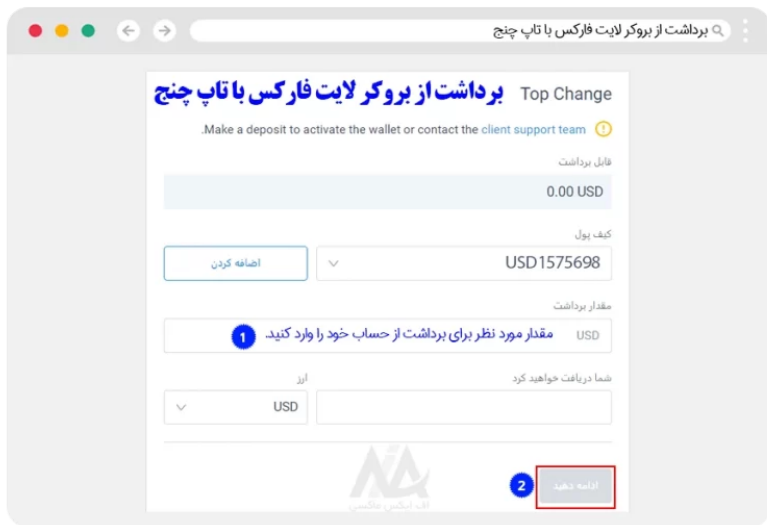 برداشت از بروکر لایت فارکس با تاپ چنج
Top Change برداشت از بروکر لایت فارکس با تاپ چنج
Make a deposit to activate the wallet or contact the client support team.
قابل برداشت
0.00 USD
کیف پول
USD1575698 اضافه کردن
مقدار برداشت
USD مقدار مورد نظر برای برداشت از حساب خود را وارد کنید. 1
شما دریافت خواهید کرد ارز
USD
ادامه دهید 2
اف ایکس ماکسی